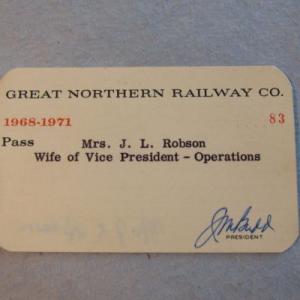 GREAT NORTHERN RAILWAY CO.
1968-1971 83
Pass Mrs. J. L. Robson
Wife of Vice President - Operations
PRESIDENT